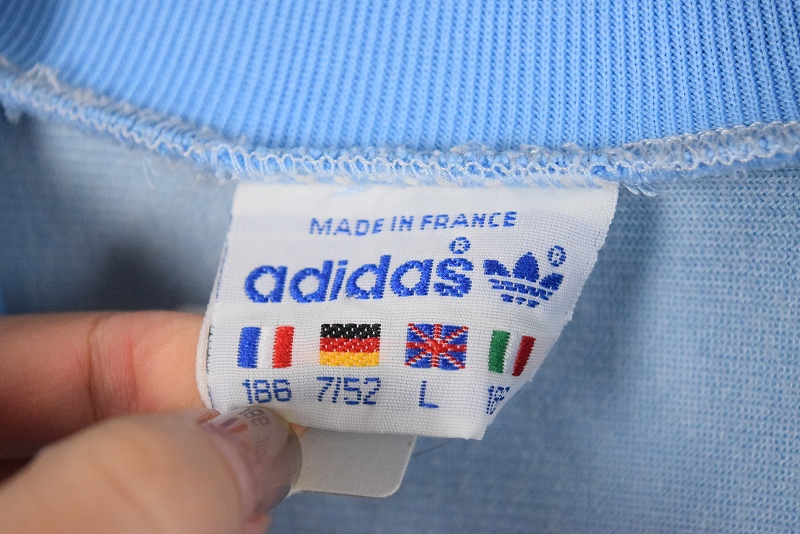 MADE IN FRANCE
adidas®
®
186 7/52 L